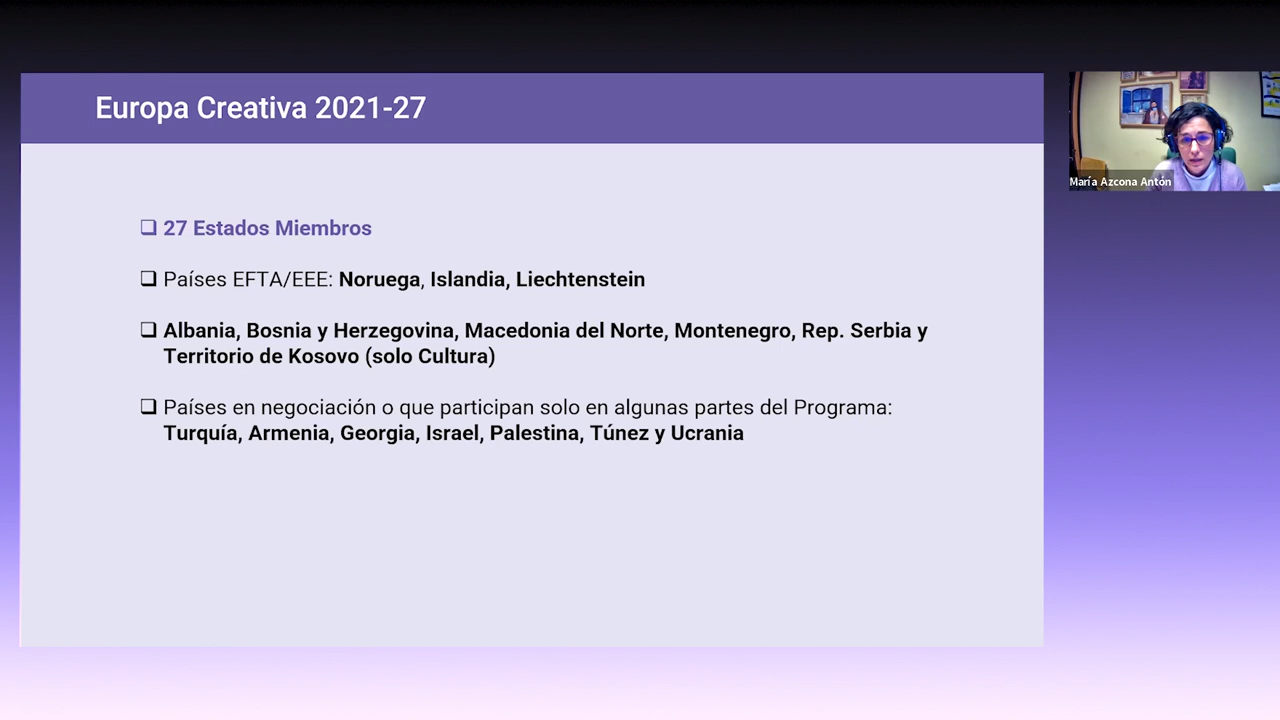 Europa Creativa 2021-27
María Azcona Antón
❑ 27 Estados Miembros
❑ Países EFTA/EEE: Noruega, Islandia, Liechtenstein
❑ Albania, Bosnia y Herzegovina, Macedonia del Norte, Montenegro, Rep. Serbia y
Territorio de Kosovo (solo Cultura)
❑ Países en negociación o que participan solo en algunas partes del Programa:
Turquía, Armenia, Georgia, Israel, Palestina, Túnez y Ucrania